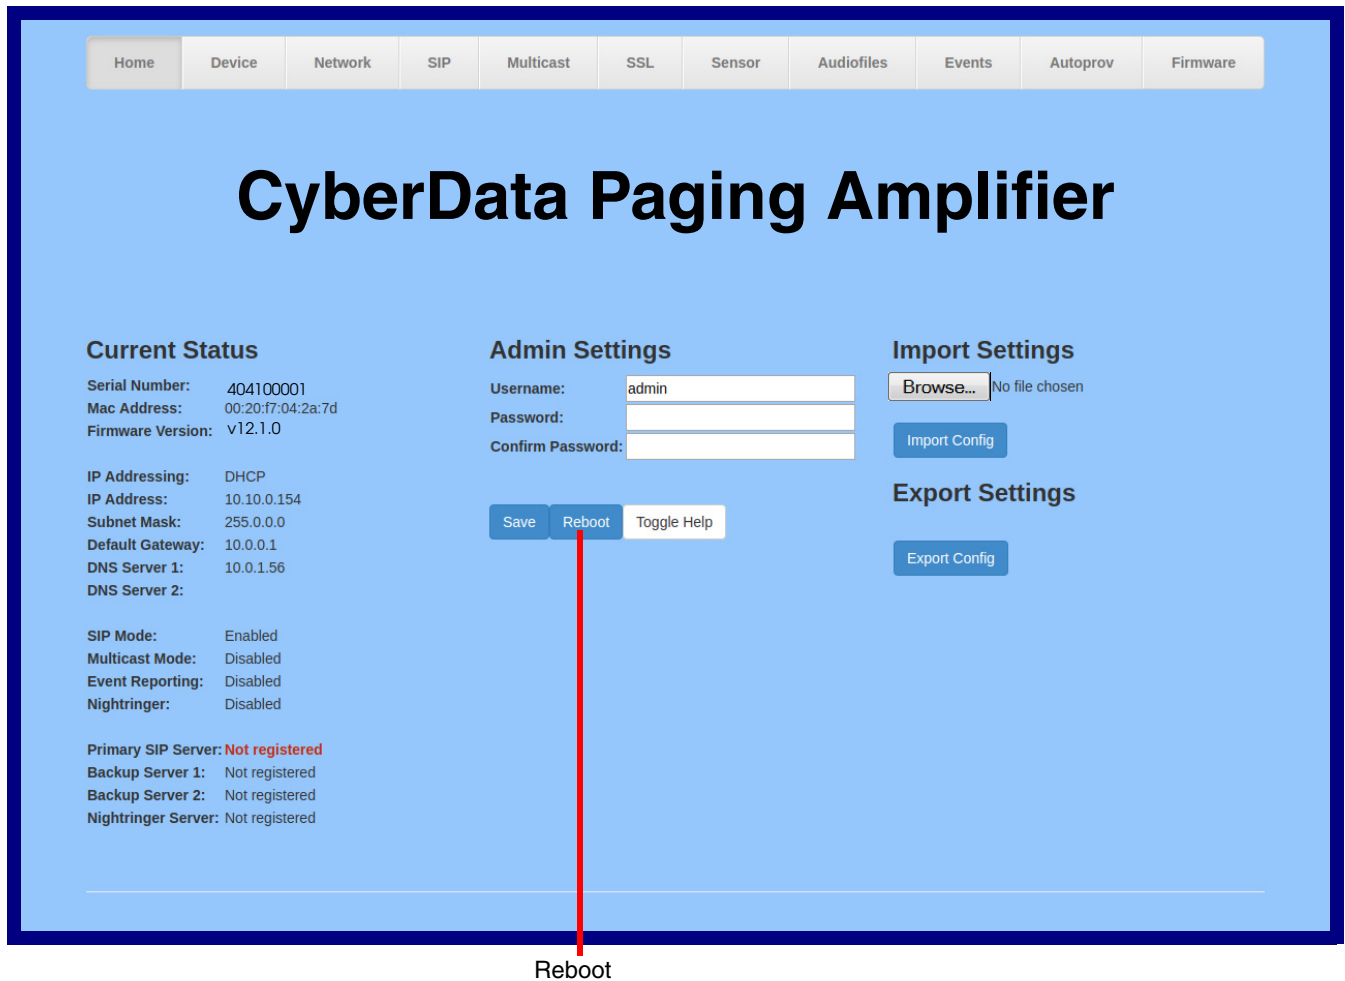 Home Device Network SIP Multicast SSL Sensor Audiofiles Events Autoprov Firmware
CyberData Paging Amplifier
Current Status
Serial Number: 404100001
Mac Address: 00:20:f7:04:2a:7d
Firmware Version: v12.1.0
IP Addressing: DHCP
IP Address: 10.10.0.154
Subnet Mask: 255.0.0.0
Default Gateway: 10.0.0.1
DNS Server 1: 10.0.1.56
DNS Server 2:
SIP Mode: Enabled
Multicast Mode: Disabled
Event Reporting: Disabled
Nightringer: Disabled
Primary SIP Server: Not registered
Backup Server 1: Not registered
Backup Server 2: Not registered
Nightringer Server: Not registered
Admin Settings
Username: admin
Password:
Confirm Password:
Save Reboot Toggle Help
Import Settings
Browse... No file chosen
Import Config
Export Settings
Export Config
Reboot